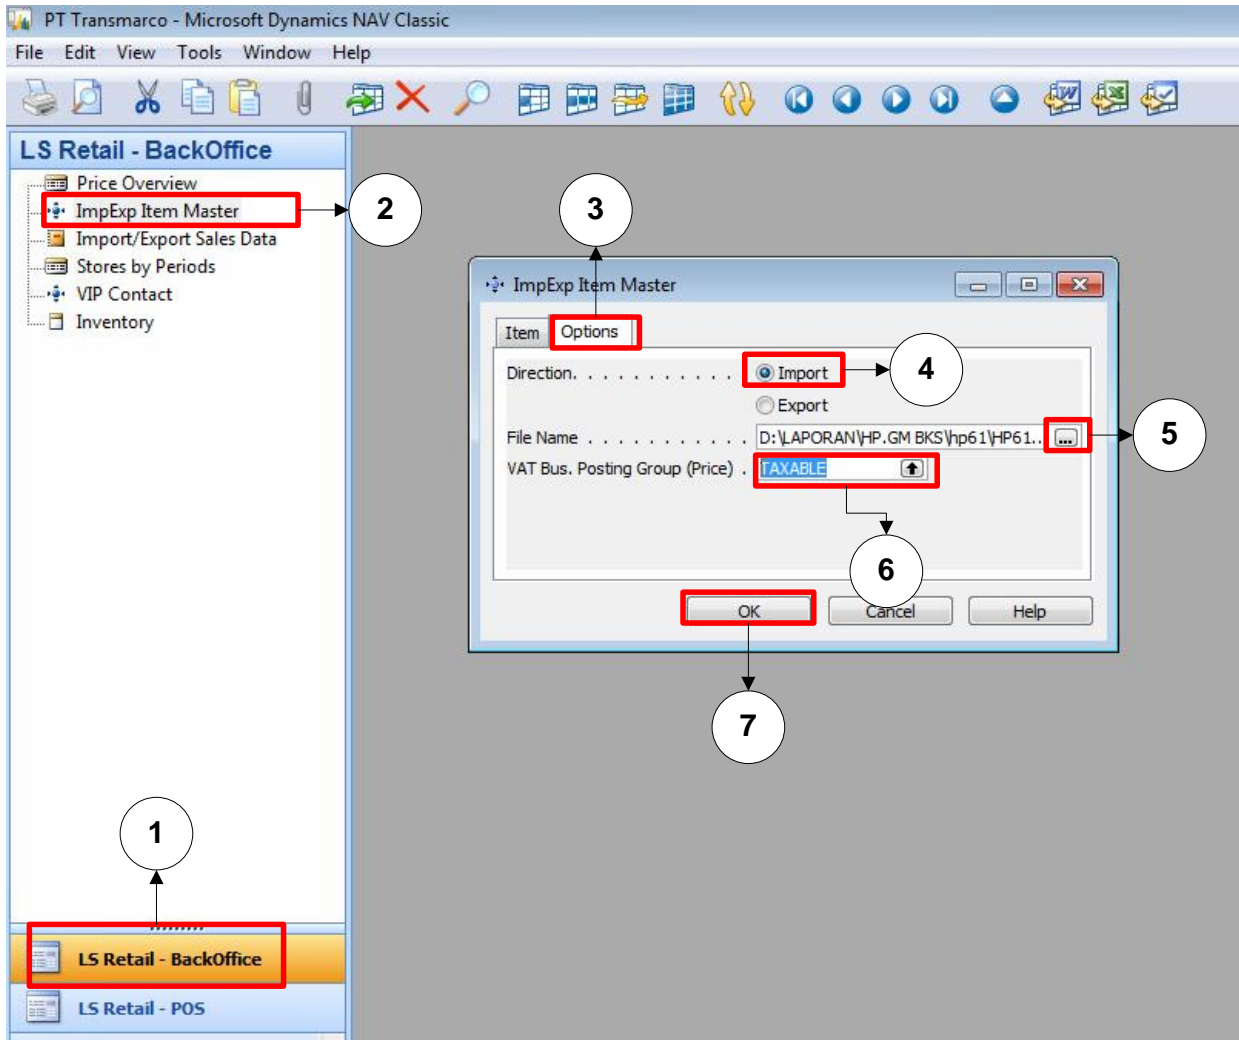 PT Transmarco - Microsoft Dynamics NAV Classic
File Edit View Tools Window Help
LS Retail - BackOffice
Price Overview
ImpExp Item Master
Import/Export Sales Data
Stores by Periods
VIP Contact
Inventory
2
3
ImpExp Item Master
Item Options
Direction. . . . . . . . . . . . Import
4
Export
File Name . . . . . . . . . . . D:\LAPORAN\HP.GM BKS\hp61\HP61.. ...
5
VAT Bus. Posting Group (Price) . TAXABLE
6
OK Cancel Help
7
1
LS Retail - BackOffice
LS Retail - POS